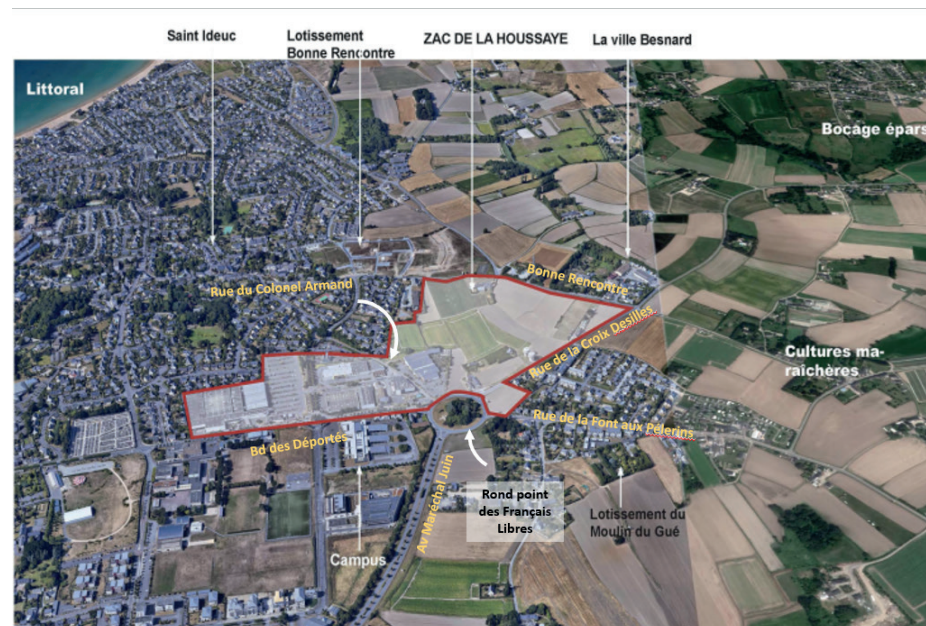 Saint Ideuc
Lotissement
Bonne Rencontre
ZAC DE LA HOUSSAYE
La ville Besnard
Littoral
Bocage épars
Bonne Rencontre
Rue du Colonel Armand
Rue de la Croix Desilles
Cultures ma-
raichères
Rue de la Font aux Pélerins
Bd des Déportés
Av Maréchal Juin
Rond point
des Français
Libres
Lotissement du
Moulin du Gué
Campus